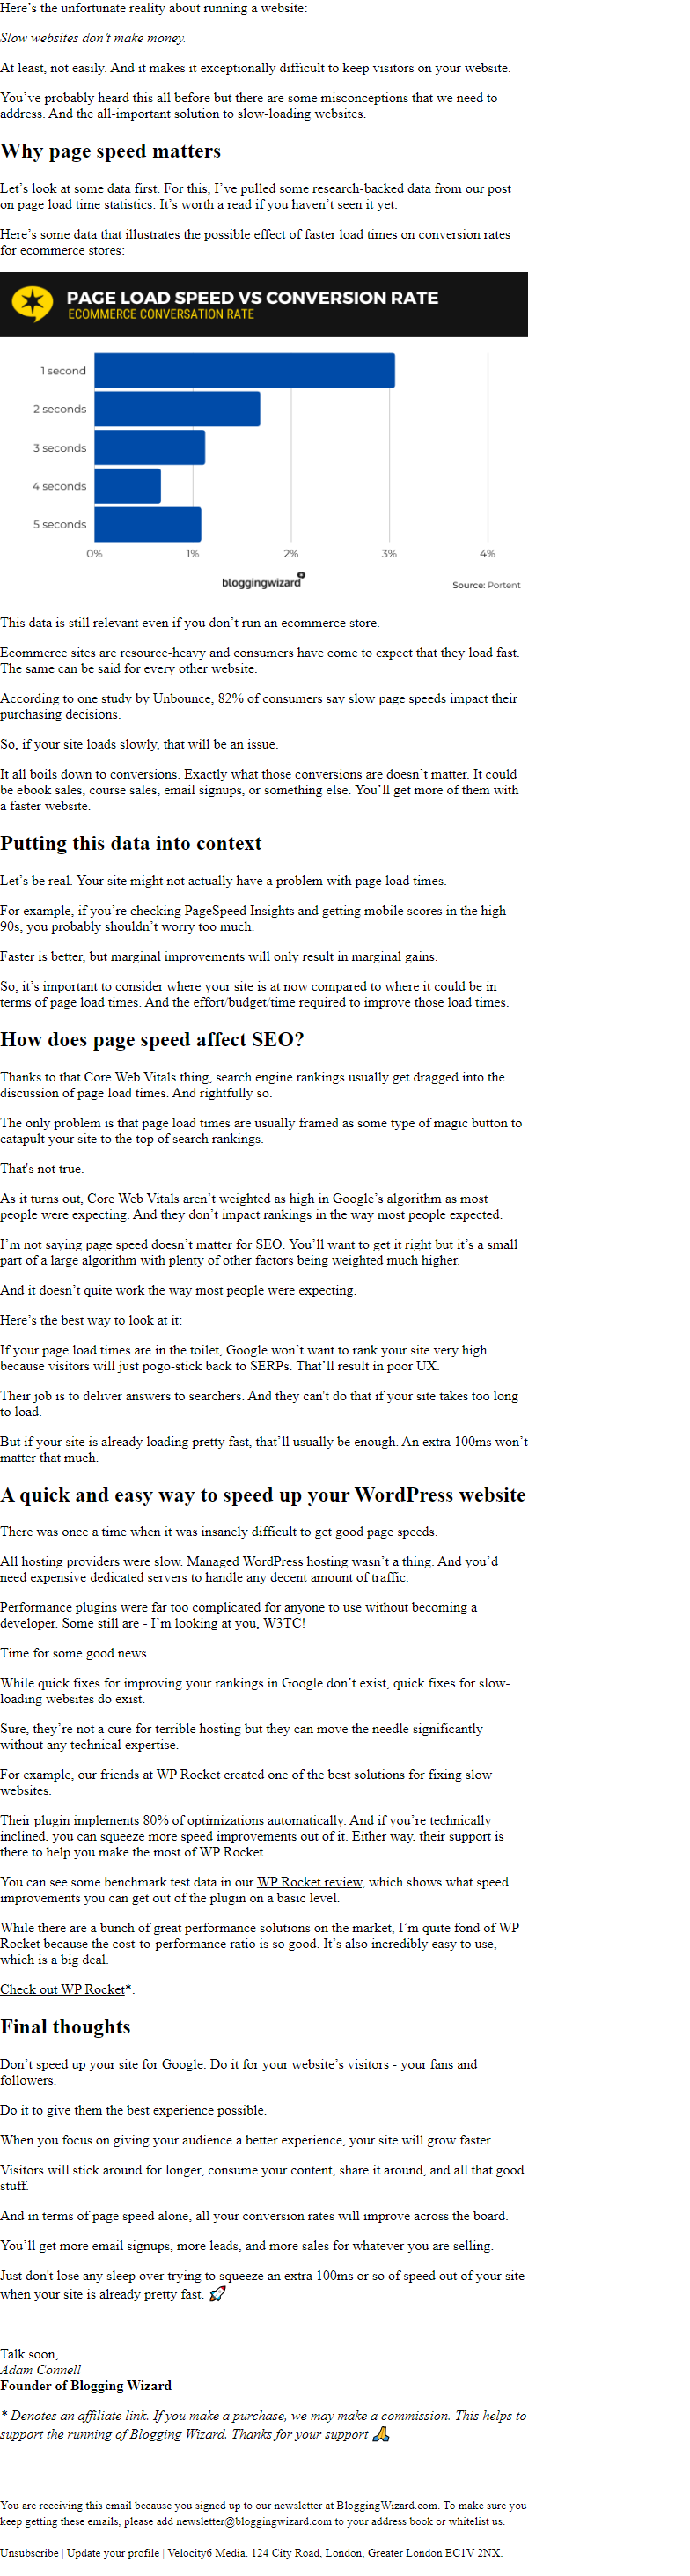 Here’s the unfortunate reality about running a website:
Slow websites don’t make money.
At least, not easily. And it makes it exceptionally difficult to keep visitors on your website.
You’ve probably heard this all before but there are some misconceptions that we need to
address. And the all-important solution to slow-loading websites.
Why page speed matters
Let’s look at some data first. For this, I’ve pulled some research-backed data from our post
on page load time statistics. It’s worth a read if you haven’t seen it yet.
Here’s some data that illustrates the possible effect of faster load times on conversion rates
for ecommerce stores:
PAGE LOAD SPEED VS CONVERSION RATE
ECOMMERCE CONVERSATION RATE
1 second
2 seconds
3 seconds
4 seconds
5 seconds
0% 1% 2% 3% 4%
bloggingwizard
Source: Portent
This data is still relevant even if you don’t run an ecommerce store.
Ecommerce sites are resource-heavy and consumers have come to expect that they load fast.
The same can be said for every other website.
According to one study by Unbounce, 82% of consumers say slow page speeds impact their
purchasing decisions.
So, if your site loads slowly, that will be an issue.
It all boils down to conversions. Exactly what those conversions are doesn’t matter. It could
be ebook sales, course sales, email signups, or something else. You’ll get more of them with
a faster website.
Putting this data into context
Let’s be real. Your site might not actually have a problem with page load times.
For example, if you’re checking PageSpeed Insights and getting mobile scores in the high
90s, you probably shouldn’t worry too much.
Faster is better, but marginal improvements will only result in marginal gains.
So, it’s important to consider where your site is at now compared to where it could be in
terms of page load times. And the effort/budget/time required to improve those load times.
How does page speed affect SEO?
Thanks to that Core Web Vitals thing, search engine rankings usually get dragged into the
discussion of page load times. And rightfully so.
The only problem is that page load times are usually framed as some type of magic button to
catapult your site to the top of search rankings.
That's not true.
As it turns out, Core Web Vitals aren’t weighted as high in Google’s algorithm as most
people were expecting. And they don’t impact rankings in the way most people expected.
I’m not saying page speed doesn’t matter for SEO. You’ll want to get it right but it’s a small
part of a large algorithm with plenty of other factors being weighted much higher.
And it doesn’t quite work the way most people were expecting.
Here’s the best way to look at it:
If your page load times are in the toilet, Google won’t want to rank your site very high
because visitors will just pogo-stick back to SERPs. That’ll result in poor UX.
Their job is to deliver answers to searchers. And they can't do that if your site takes too long
to load.
But if your site is already loading pretty fast, that’ll usually be enough. An extra 100ms won’t
matter that much.
A quick and easy way to speed up your WordPress website
There was once a time when it was insanely difficult to get good page speeds.
All hosting providers were slow. Managed WordPress hosting wasn’t a thing. And you’d
need expensive dedicated servers to handle any decent amount of traffic.
Performance plugins were far too complicated for anyone to use without becoming a
developer. Some still are - I’m looking at you, W3TC!
Time for some good news.
While quick fixes for improving your rankings in Google don’t exist, quick fixes for slow-
loading websites do exist.
Sure, they’re not a cure for terrible hosting but they can move the needle significantly
without any technical expertise.
For example, our friends at WP Rocket created one of the best solutions for fixing slow
websites.
Their plugin implements 80% of optimizations automatically. And if you’re technically
inclined, you can squeeze more speed improvements out of it. Either way, their support is
there to help you make the most of WP Rocket.
You can see some benchmark test data in our WP Rocket review, which shows what speed
improvements you can get out of the plugin on a basic level.
While there are a bunch of great performance solutions on the market, I’m quite fond of WP
Rocket because the cost-to-performance ratio is so good. It’s also incredibly easy to use,
which is a big deal.
Check out WP Rocket*.
Final thoughts
Don’t speed up your site for Google. Do it for your website’s visitors - your fans and
followers.
Do it to give them the best experience possible.
When you focus on giving your audience a better experience, your site will grow faster.
Visitors will stick around for longer, consume your content, share it around, and all that good
stuff.
And in terms of page speed alone, all your conversion rates will improve across the board.
You’ll get more email signups, more leads, and more sales for whatever you are selling.
Just don't lose any sleep over trying to squeeze an extra 100ms or so of speed out of your site
when your site is already pretty fast. 🚀
Talk soon,
Adam Connell
Founder of Blogging Wizard
* Denotes an affiliate link. If you make a purchase, we may make a commission. This helps to
support the running of Blogging Wizard. Thanks for your support 🙏
You are receiving this email because you signed up to our newsletter at BloggingWizard.com. To make sure you
keep getting these emails, please add newsletter@bloggingwizard.com to your address book or whitelist us.
Unsubscribe | Update your profile | Velocity6 Media. 124 City Road, London, Greater London EC1V 2NX.